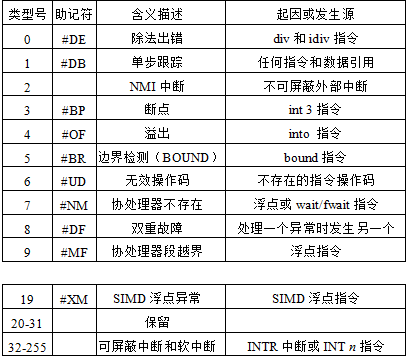 类型号 助记符 含义描述 起因或发生源
0 #DE 除法出错 div 和 idiv 指令
1 #DB 单步跟踪 任何指令和数据引用
2 NMI 中断 不可屏蔽外部中断
3 #BP 断点 int 3 指令
4 #OF 溢出 into 指令
5 #BR 边界检测（BOUND） bound 指令
6 #UD 无效操作码 不存在的指令操作码
7 #NM 协处理器不存在 浮点或 wait/fwait 指令
8 #DF 双重故障 处理一个异常时发生另一个
9 #MF 协处理器段越界 浮点指令
19 #XM SIMD 浮点异常 SIMD 浮点指令
20-31 保留
32-255 可屏蔽中断和软中断 INTR 中断或 INT n 指令